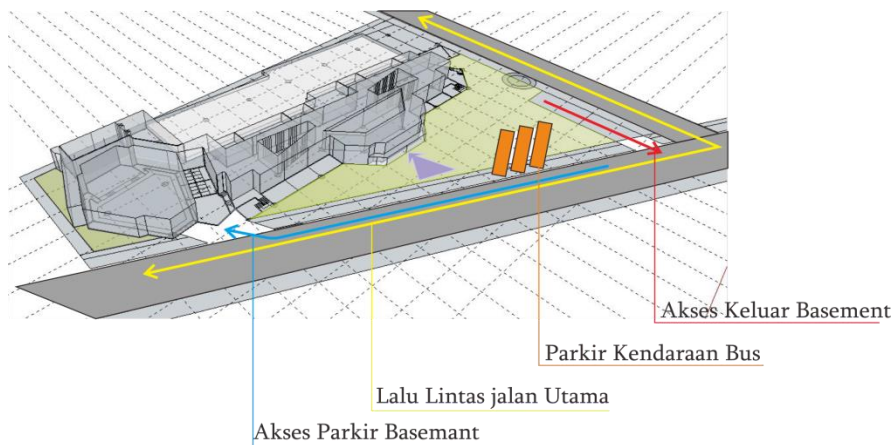 Akses Keluar Basement
Parkir Kendaraan Bus
Lalu Lintas jalan Utama
Akses Parkir Basemant